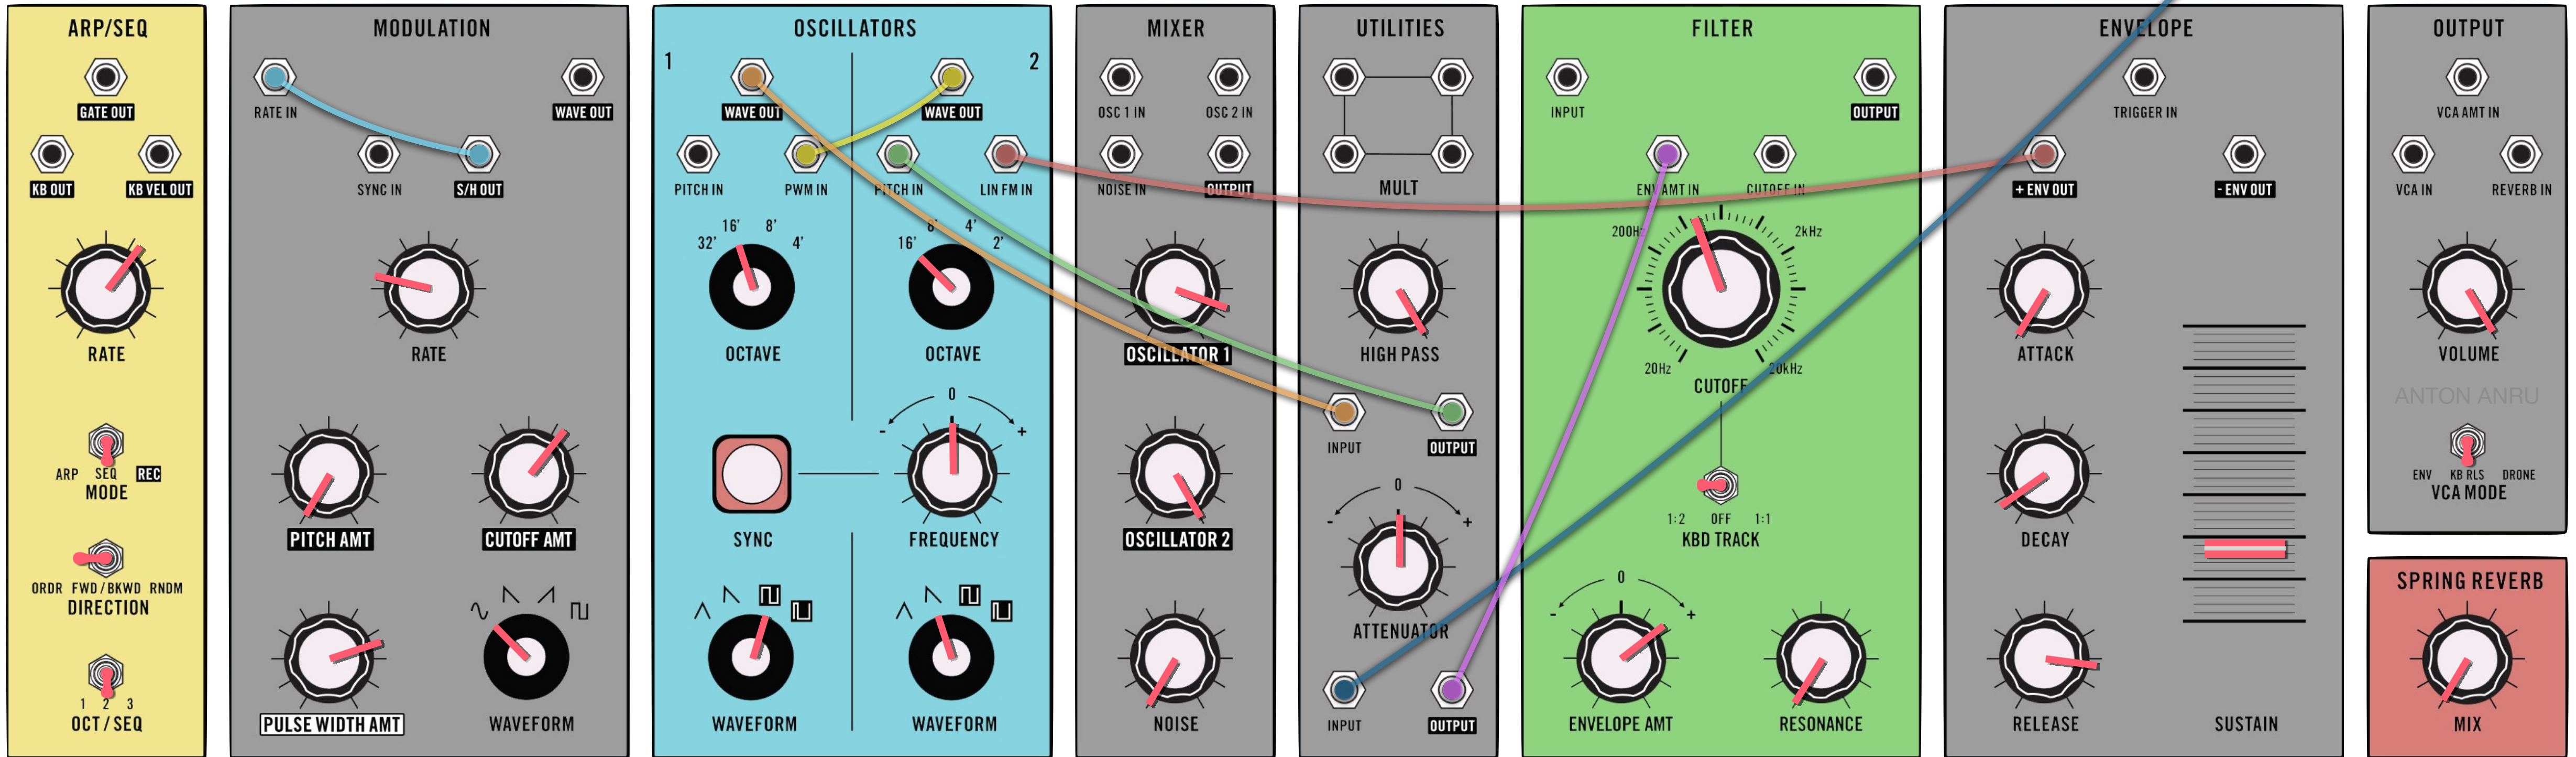 ARP/SEQ
GATE OUT
KB OUT KB VEL OUT
RATE
ARP SEQ REC
MODE
ORDR FWD/BKWD RNDM
DIRECTION
1 2 3
OCT/SEQ
MODULATION
RATE IN WAVE OUT
SYNC IN S/H OUT
RATE
PITCH AMT CUTOFF AMT
PULSE WIDTH AMT WAVEFORM
OSCILLATORS
1 2
WAVE OUT WAVE OUT
PITCH IN PWM IN PITCH IN LIN FM IN
32' 16' 8' 4' 16' 8' 4' 2'
OCTAVE OCTAVE
- 0 +
SYNC FREQUENCY
WAVEFORM WAVEFORM
MIXER
OSC 1 IN OSC 2 IN
NOISE IN OUTPUT
OSCILLATOR 1
OSCILLATOR 2
NOISE
UTILITIES
MULT
HIGH PASS
INPUT OUTPUT
- 0 +
ATTENUATOR
INPUT OUTPUT
FILTER
INPUT OUTPUT
ENV AMT IN CUTOFF IN
200Hz 2kHz
20Hz 20kHz
CUTOFF
1:2 OFF 1:1
KBD TRACK
- 0 +
ENVELOPE AMT RESONANCE
ENVELOPE
TRIGGER IN
+ ENV OUT - ENV OUT
ATTACK
DECAY
RELEASE SUSTAIN
OUTPUT
VCA AMT IN
VCA IN REVERB IN
VOLUME
ANTON ANRU
ENV KB RLS DRONE
VCA MODE
SPRING REVERB
MIX